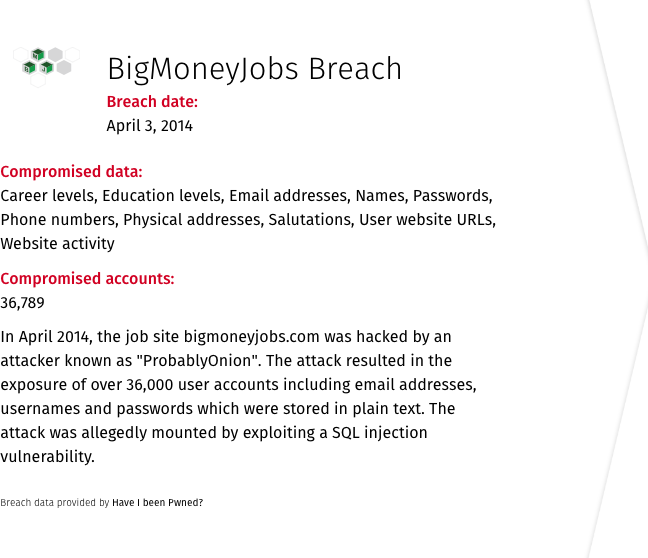 BigMoneyJobs Breach
Breach date:
April 3, 2014
Compromised data:
Career levels, Education levels, Email addresses, Names, Passwords,
Phone numbers, Physical addresses, Salutations, User website URLs,
Website activity
Compromised accounts:
36,789
In April 2014, the job site bigmoneyjobs.com was hacked by an
attacker known as "ProbablyOnion". The attack resulted in the
exposure of over 36,000 user accounts including email addresses,
usernames and passwords which were stored in plain text. The
attack was allegedly mounted by exploiting a SQL injection
vulnerability.
Breach data provided by Have I been Pwned?